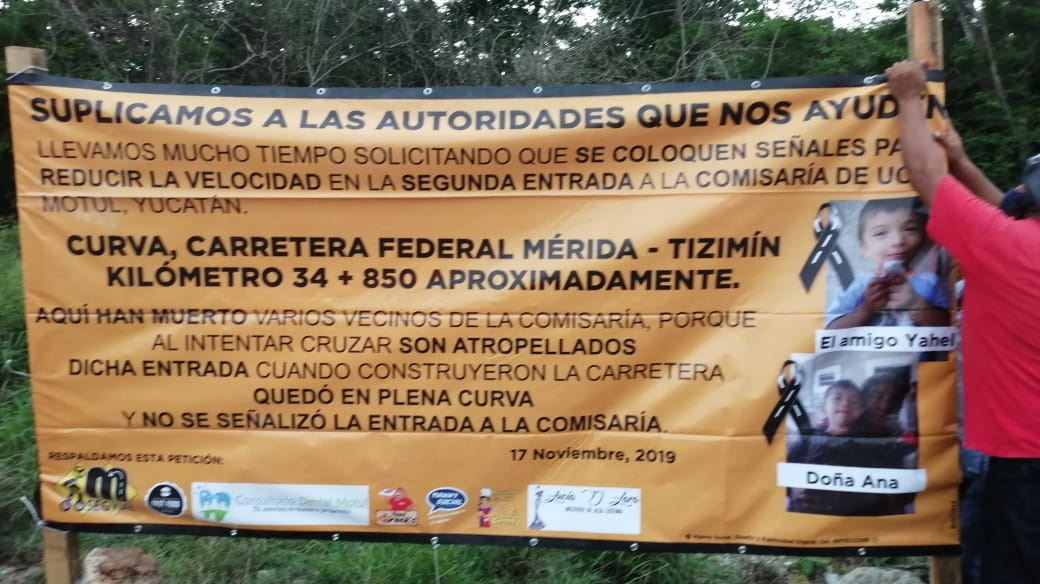 SUPLICAMOS A LAS AUTORIDADES QUE NOS AYUDEN
LLEVAMOS MUCHO TIEMPO SOLICITANDO QUE SE COLOQUEN SEÑALES PA
REDUCIR LA VELOCIDAD EN LA SEGUNDA ENTRADA A LA COMISARÍA DE UC
MOTUL, YUCATÁN.
CURVA, CARRETERA FEDERAL MÉRIDA - TIZIMÍN
KILÓMETRO 34 + 850 APROXIMADAMENTE.
AQUÍ HAN MUERTO VARIOS VECINOS DE LA COMISARÍA, PORQUE
AL INTENTAR CRUZAR SON ATROPELLADOS
DICHA ENTRADA CUANDO CONSTRUYERON LA CARRETERA
QUEDÓ EN PLENA CURVA
Y NO SE SEÑALIZÓ LA ENTRADA A LA COMISARÍA.
El amigo Yahel
Doña Ana
RESPALDAMOS ESTA PETICIÓN:
17 Noviembre, 2019
Consultorio Dental Motul